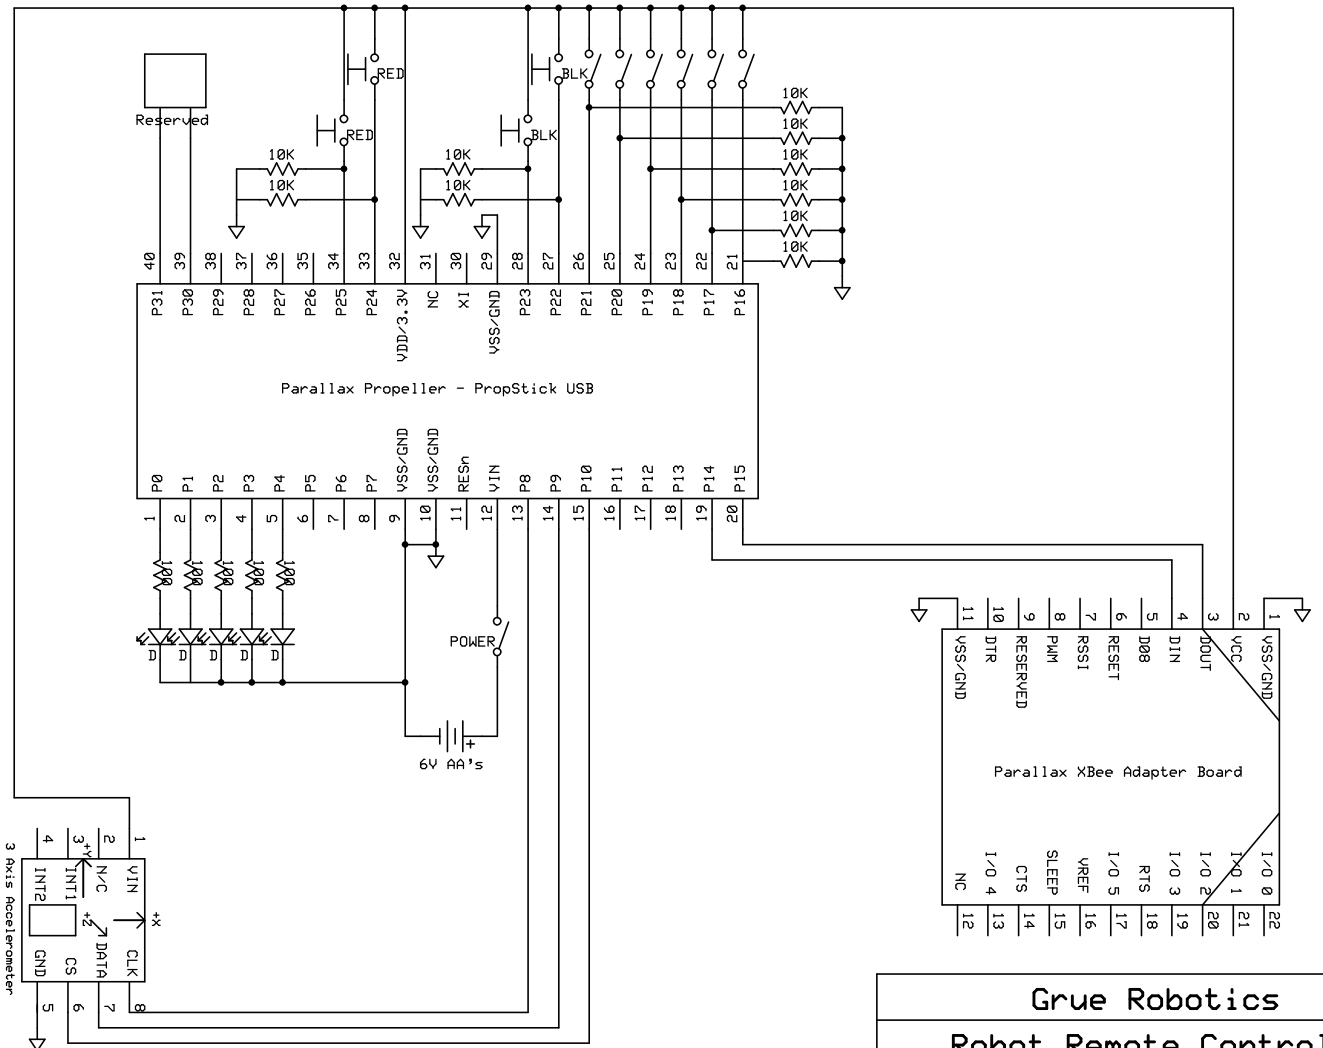 RED
BLK
10K
Reserved
RED
BLK
10K
10K
10K
10K
10K
10K
10K
10K
10K
40
39
38
37
36
35
34
33
32
31
30
29
28
27
26
25
24
23
22
21
P31
P30
P29
P28
P27
P26
P25
P24
VDD/3.3V
NC
XI
VSS/GND
P23
P22
P21
P20
P19
P18
P17
P16
Parallax Propeller - PropStick USB
P0
P1
P2
P3
P4
P5
P6
P7
VSS/GND
VSS/GND
RESn
VIN
P8
P9
P10
P11
P12
P13
P14
P15
1
2
3
4
5
6
7
8
9
10
11
12
13
14
15
16
17
18
19
20
100
100
100
100
100
D
D
D
D
D
POWER
+
6V AA's
11
10
9
8
7
6
5
4
3
2
1
VSS/GND
DTR
RESERVED
PWM
RSSI
RESET
D08
DIN
DOUT
VCC
VSS/GND
Parallax XBee Adapter Board
NC
I/O 4
CTS
SLEEP
VREF
I/O 5
RTS
I/O 3
I/O 2
I/O 1
I/O 0
12
13
14
15
16
17
18
19
20
21
22
3 Axis Accelerometer
4
3
2
1
+Y
INT2
INT1
N/C
VIN
+Z
+X
GND
CS
DATA
CLK
5
6
7
8
Grue Robotics
Robot Remote Control